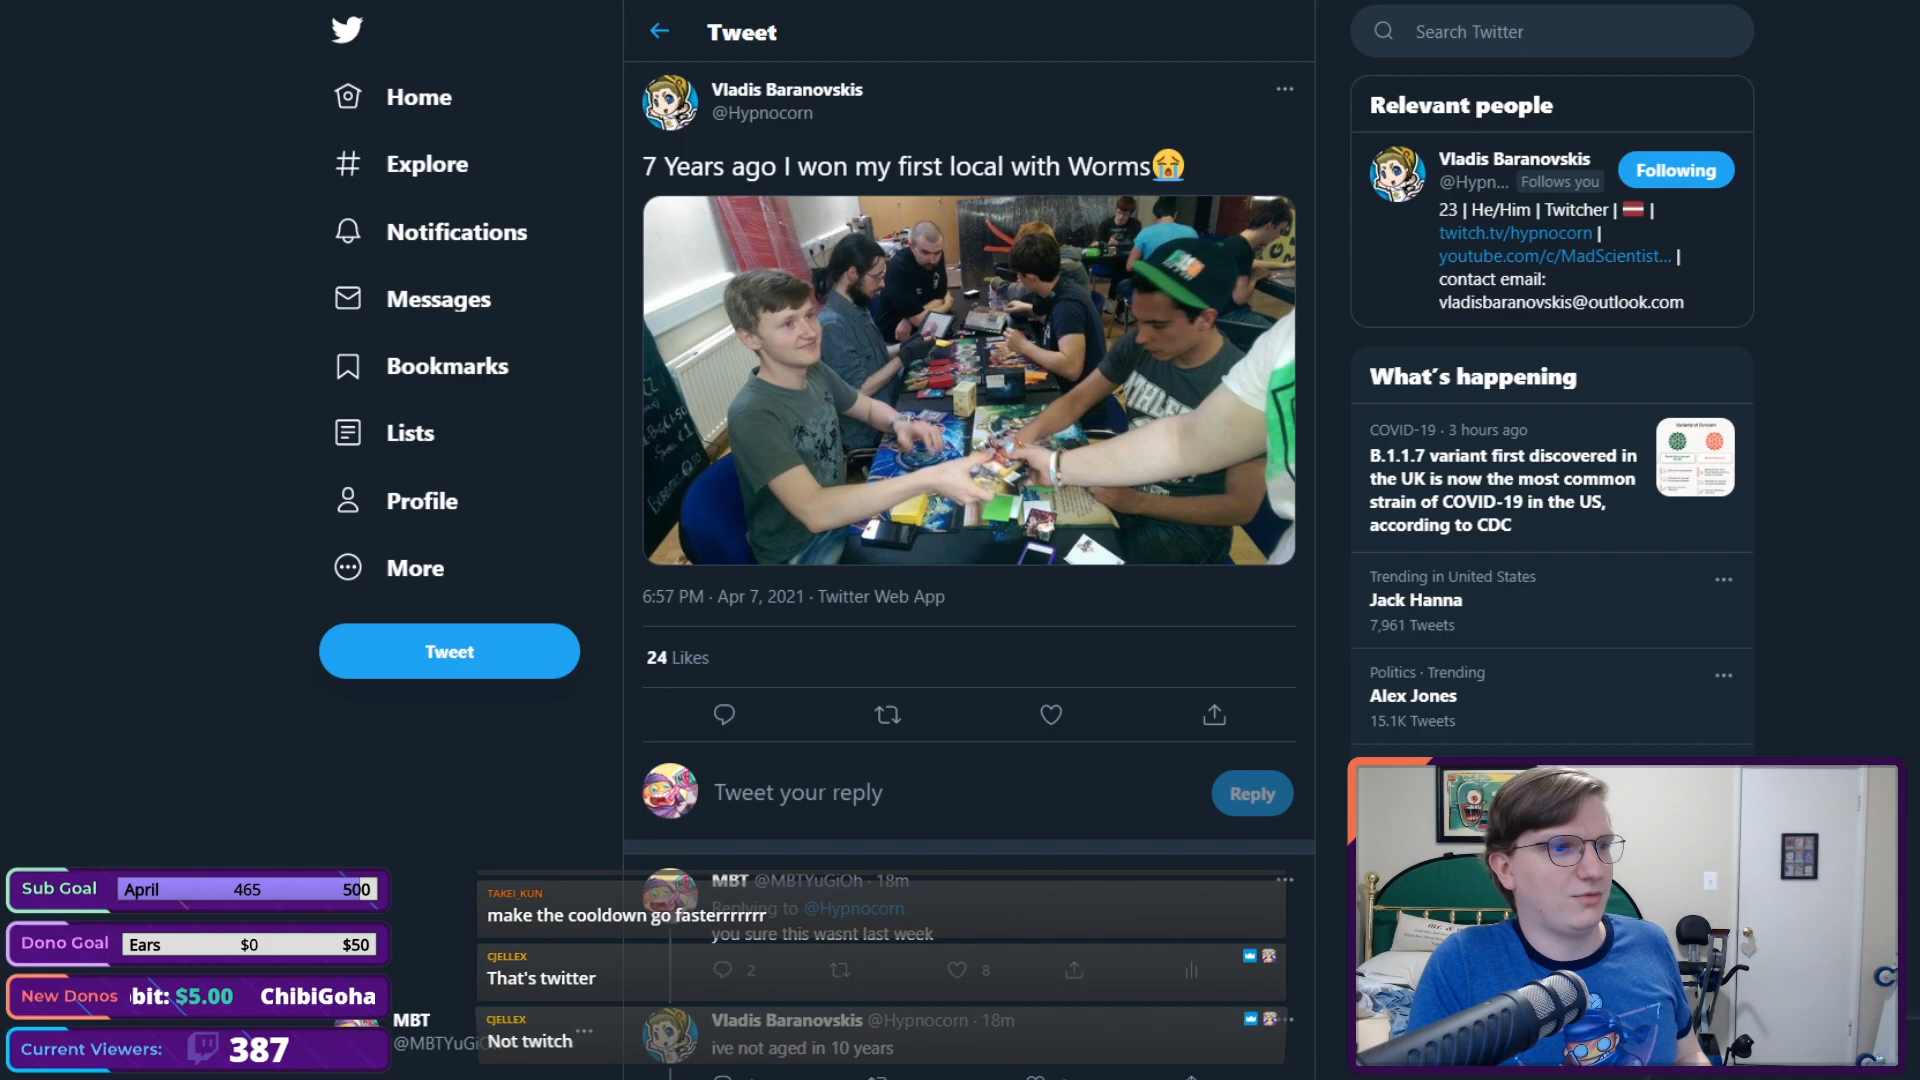 Home
Explore
Notifications
Messages
Bookmarks
Lists
Profile
More
Tweet
Tweet
Vladis Baranovskis
@Hypnocorn
7 Years ago I won my first local with Worms😭
6:57 PM · Apr 7, 2021 · Twitter Web App
24 Likes
Tweet your reply
Reply
MBT @MBTYuGiOh · 18m
Replying to @Hypnocorn
you sure this wasnt last week
2
8
Vladis Baranovskis @Hypnocorn · 18m
ive not aged in 10 years
TAKEI_KUN
make the cooldown go fasterrrrrrr
CJELLEX
That's twitter
CJELLEX
Not twitch
Search Twitter
Relevant people
Vladis Baranovskis
@Hypn... Follows you
Following
23 | He/Him | Twitcher | 🇱🇻 |
twitch.tv/hypnocorn |
youtube.com/c/MadScientist... |
contact email:
vladisbaranovskis@outlook.com
What's happening
COVID-19 · 3 hours ago
B.1.1.7 variant first discovered in
the UK is now the most common
strain of COVID-19 in the US,
according to CDC
Trending in United States
Jack Hanna
7,961 Tweets
Politics · Trending
Alex Jones
15.1K Tweets
Sub Goal April 465 500
Dono Goal Ears $0 $50
New Donos bit: $5.00 ChibiGoha
Current Viewers: 387
MBT
@MBTYuGi